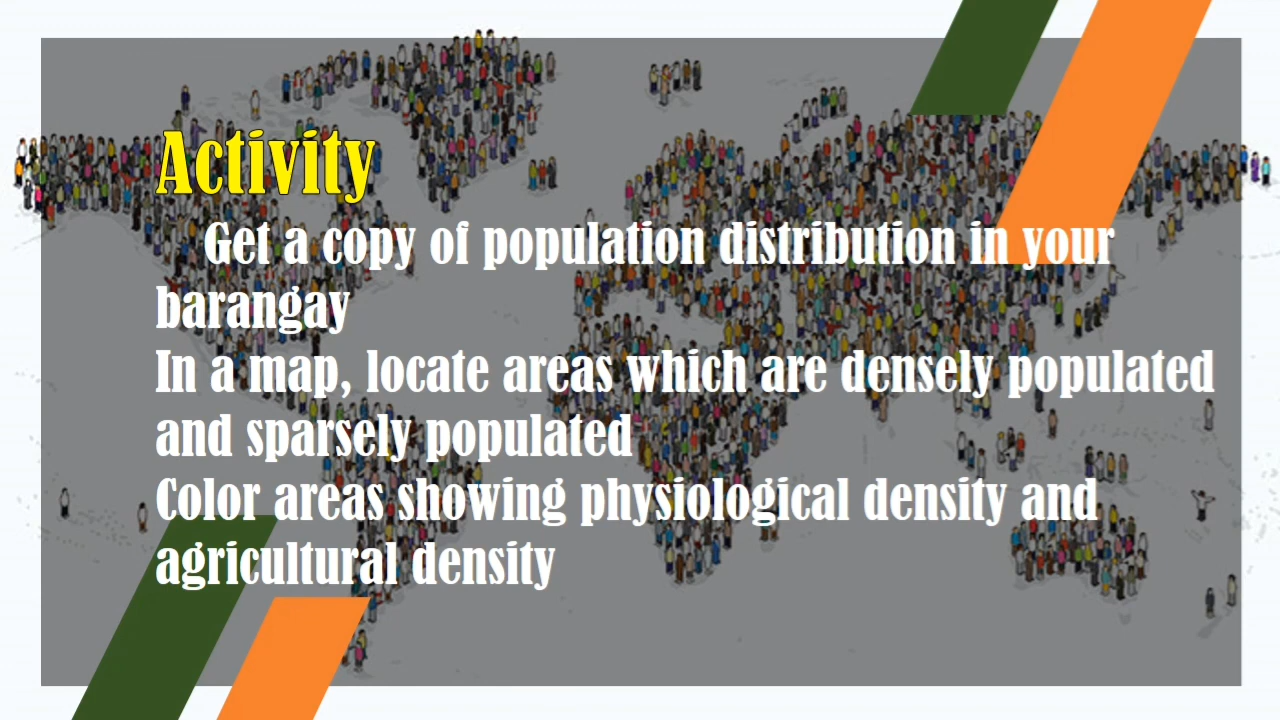 Activity
Get a copy of population distribution in your
barangay
In a map, locate areas which are densely populated
and sparsely populated
Color areas showing physiological density and
agricultural density